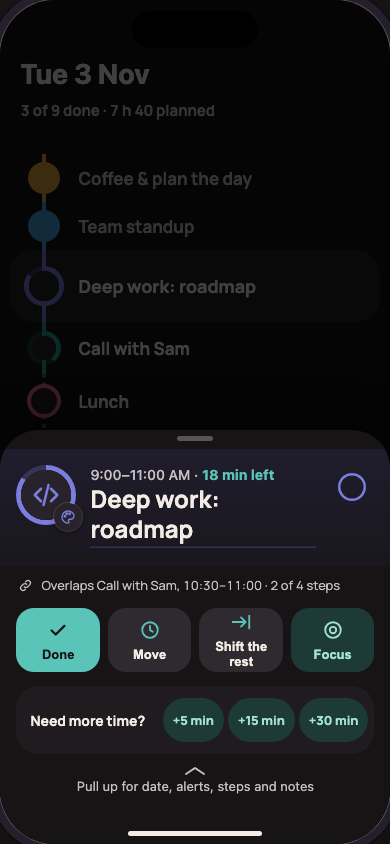 Tue 3 Nov
3 of 9 done · 7 h 40 planned
Coffee & plan the day
Team standup
Deep work: roadmap
Call with Sam
Lunch
9:00–11:00 AM · 18 min left
Deep work:
roadmap
Overlaps Call with Sam, 10:30–11:00 · 2 of 4 steps
Done
Move
Shift the
rest
Focus
Need more time?
+5 min
+15 min
+30 min
Pull up for date, alerts, steps and notes